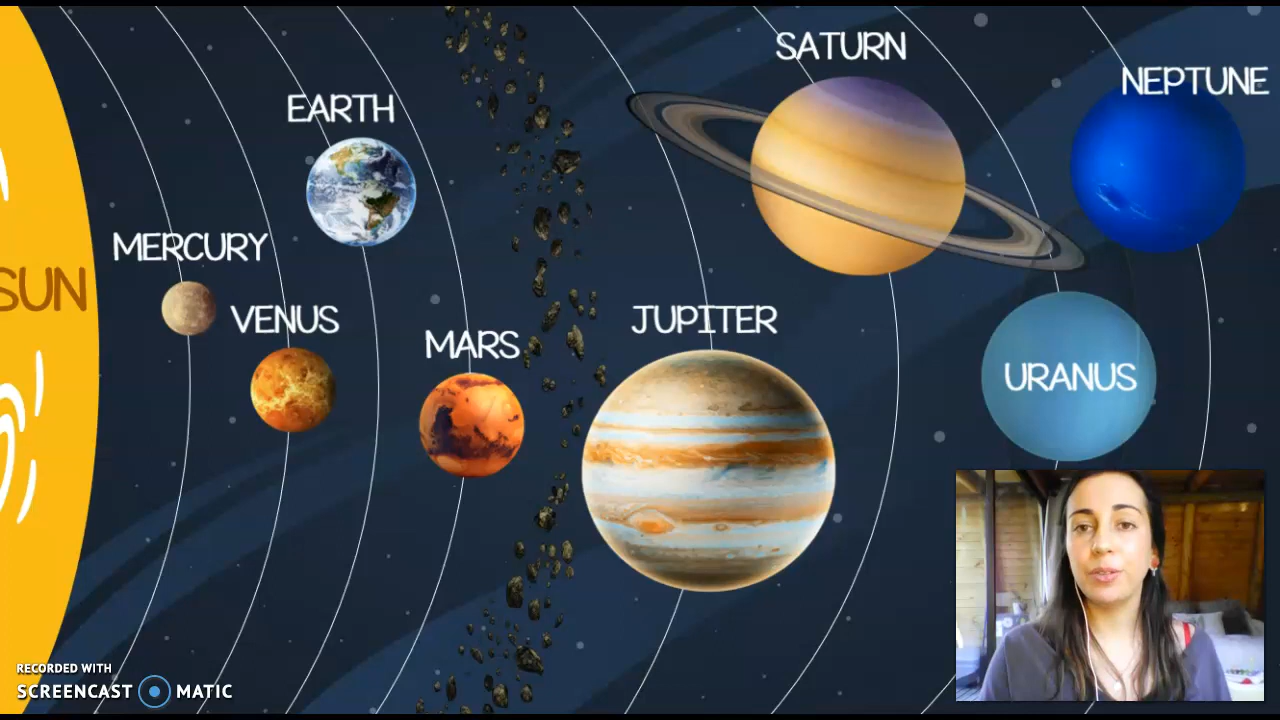 SATURN
NEPTUNE
EARTH
MERCURY
SUN
VENUS
JUPITER
MARS
URANUS
RECORDED WITH
SCREENCAST MATIC